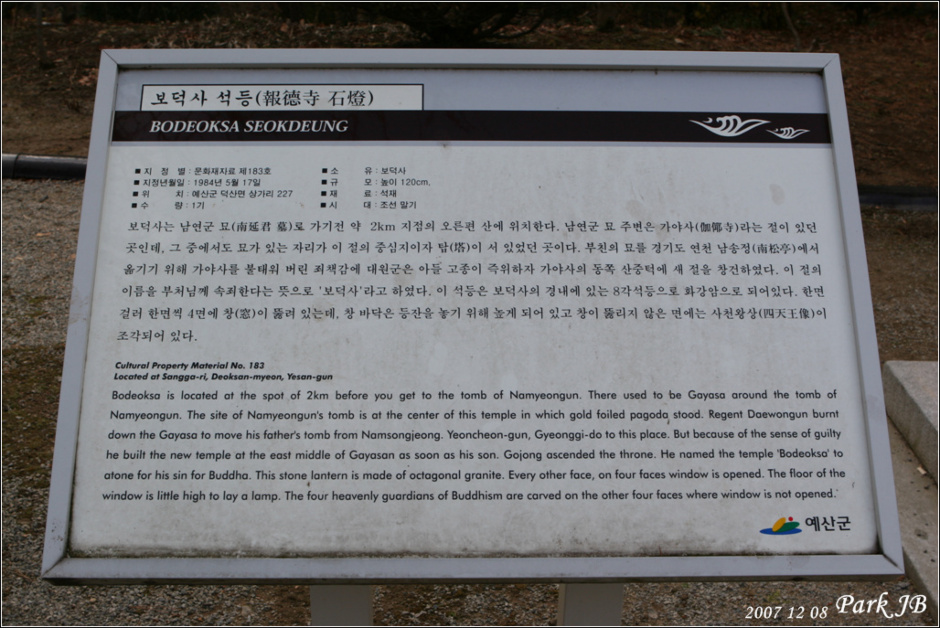 보덕사 석등(報德寺 石燈)
BODEOKSA SEOKDEUNG
■ 지 정 별 : 문화재자료 제183호
■ 지정년월일 : 1984년 5월 17일
■ 위 치 : 예산군 덕산면 상가리 227
■ 수 량 : 1기
■ 소 유 : 보덕사
■ 규 모 : 높이 120cm.
■ 재 료 : 석재
■ 시 대 : 조선 말기
보덕사는 남연군 묘(南延君 墓)로 가기전 약 2km 지점의 오른편 산에 위치한다. 남연군 묘 주변은 가야사(伽倻寺)라는 절이 있던
곳인데, 그 중에서도 묘가 있는 자리가 이 절의 중심지이자 탑(塔)이 서 있었던 곳이다. 부친의 묘를 경기도 연천 남송정(南松亭)에서
옮기기 위해 가야사를 불태워 버린 죄책감에 대원군은 아들 고종이 즉위하자 가야사의 동쪽 산중턱에 새 절을 창건하였다. 이 절의
이름을 부처님께 속죄한다는 뜻으로 '보덕사'라고 하였다. 이 석등은 보덕사의 경내에 있는 8각석등으로 화강암으로 되어있다. 한면
걸러 한면씩 4면에 창(窓)이 뚫려 있는데, 창 바닥은 등잔을 놓기 위해 높게 되어 있고 창이 뚫리지 않은 면에는 사천왕상(四天王像)이
조각되어 있다.
Cultural Property Material No. 183
Located at Sangga-ri, Deoksan-myeon, Yesan-gun
Bodeoksa is located at the spot of 2km before you get to the tomb of Namyeongun. There used to be Gayasa around the tomb of
Namyeongun. The site of Namyeongun's tomb is at the center of this temple in which gold foiled pagoda stood. Regent Daewongun burnt
down the Gayasa to move his father's tomb from Namsongjeong. Yeoncheon-gun, Gyeonggi-do to this place. But because of the sense of guilty
he built the new temple at the east middle of Gayasan as soon as his son. Gojong ascended the throne. He named the temple 'Bodeoksa' to
atone for his sin for Buddha. This stone lantern is made of octagonal granite. Every other face, on four faces window is opened. The floor of the
window is little high to lay a lamp. The four heavenly guardians of Buddhism are carved on the other four faces where window is not opened.
예산군
2007 12 08 Park JB